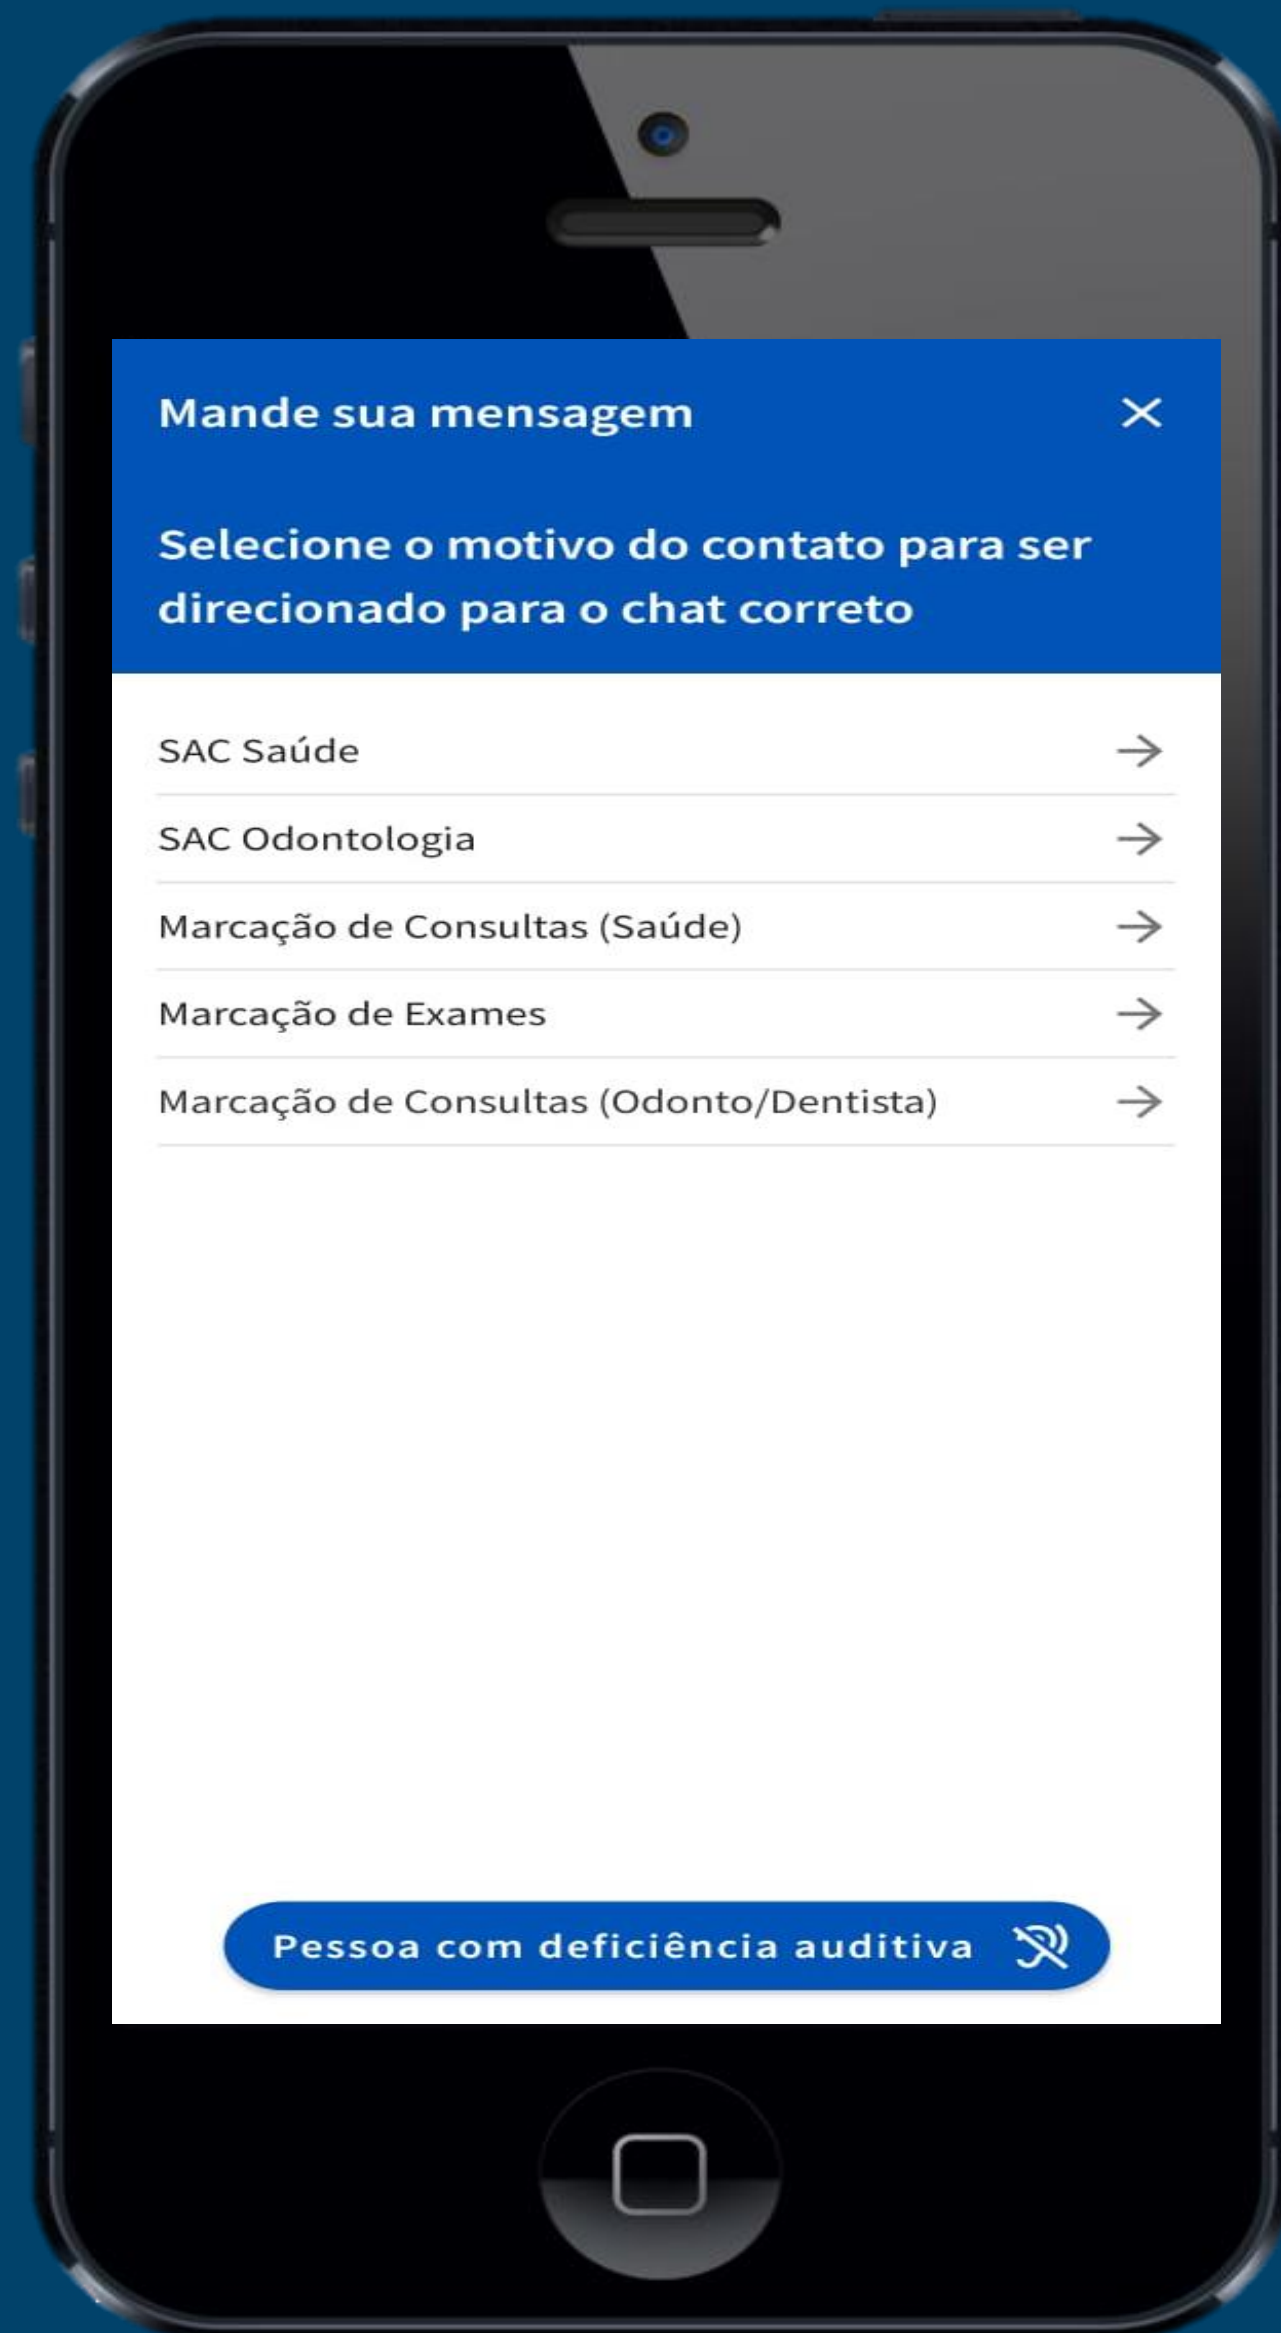 Mande sua mensagem
Selecione o motivo do contato para ser
direcionado para o chat correto
SAC Saúde
SAC Odontologia
Marcação de Consultas (Saúde)
Marcação de Exames
Marcação de Consultas (Odonto/Dentista)
Pessoa com deficiência auditiva